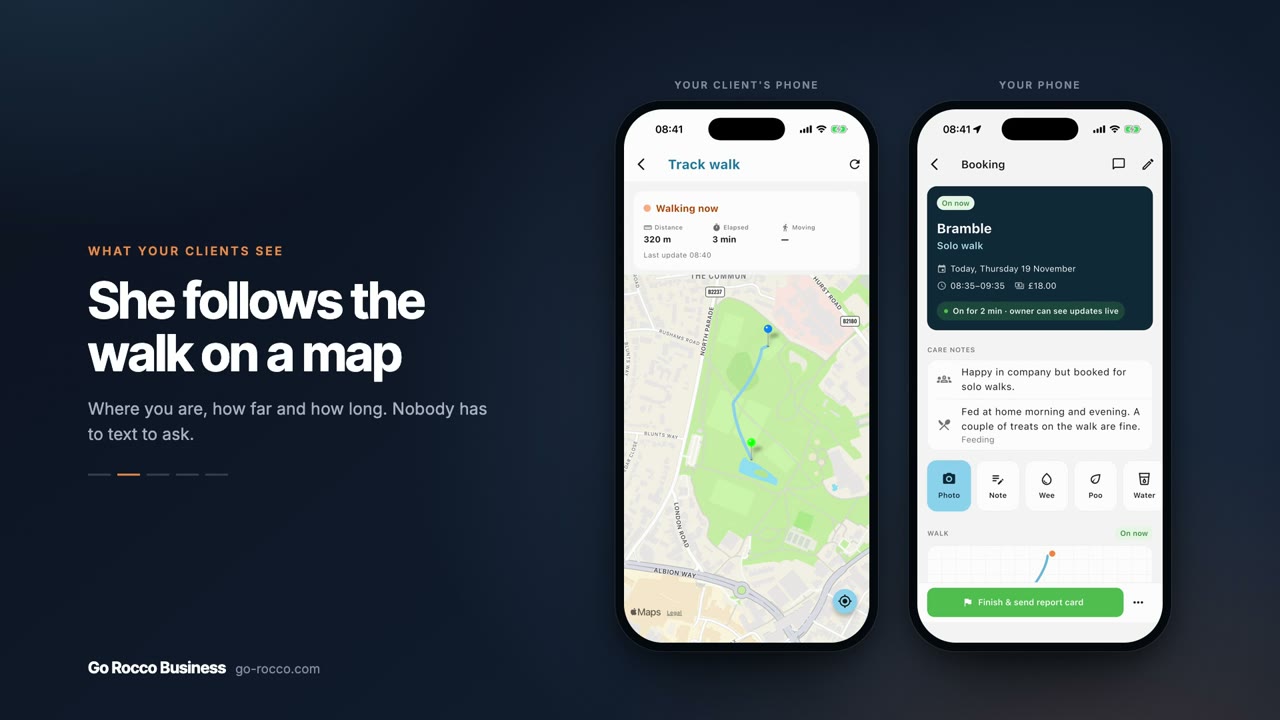 WHAT YOUR CLIENTS SEE
She follows the
walk on a map
Where you are, how far and how long. Nobody has
to text to ask.
Go Rocco Business go-rocco.com
YOUR CLIENT'S PHONE
08:41
Track walk
Walking now
Distance Elapsed Moving
320 m 3 min —
Last update 08:40
THE COMMON
B2237
HURST ROAD
B2180
NORTH PARADE
RUSHAMS ROAD
BLUNTS WAY
BLUNTS WAY
LONDON ROAD
ALBION WAY
Maps Legal
YOUR PHONE
08:41
Booking
On now
Bramble
Solo walk
Today, Thursday 19 November
08:35–09:35 £18.00
On for 2 min · owner can see updates live
CARE NOTES
Happy in company but booked for
solo walks.
Fed at home morning and evening. A
couple of treats on the walk are fine.
Feeding
Photo Note Wee Poo Water
WALK On now
Finish & send report card